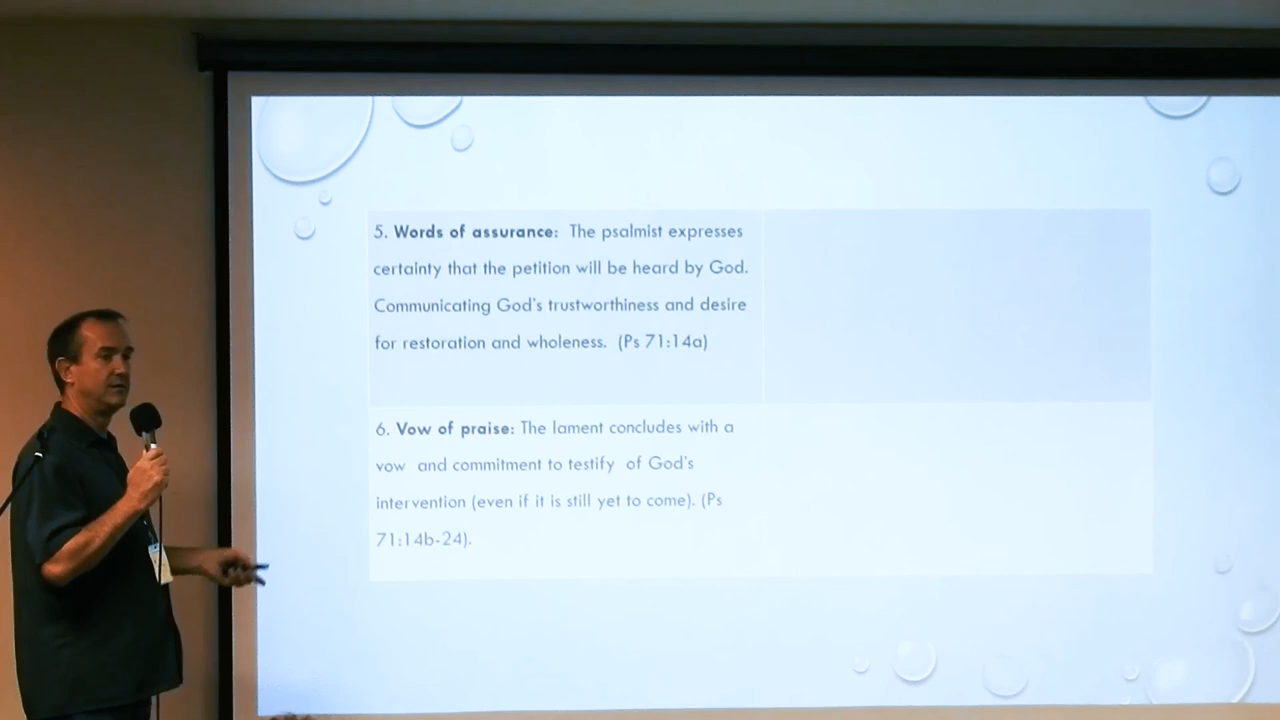 5. Words of assurance: The psalmist expresses
certainty that the petition will be heard by God.
Communicating God's trustworthiness and desire
for restoration and wholeness. (Ps 71:14a)
6. Vow of praise: The lament concludes with a
vow and commitment to testify of God's
intervention (even if it is still yet to come). (Ps
71:14b-24).